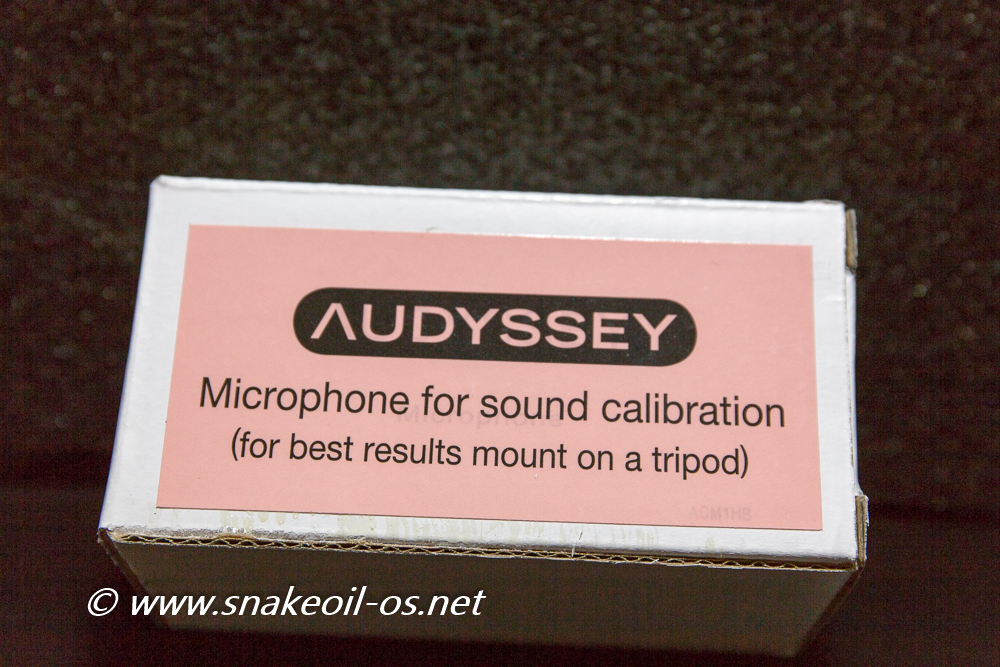 AUDYSSEY
Microphone for sound calibration
(for best results mount on a tripod)
ACM1HB
© www.snakeoil-os.net